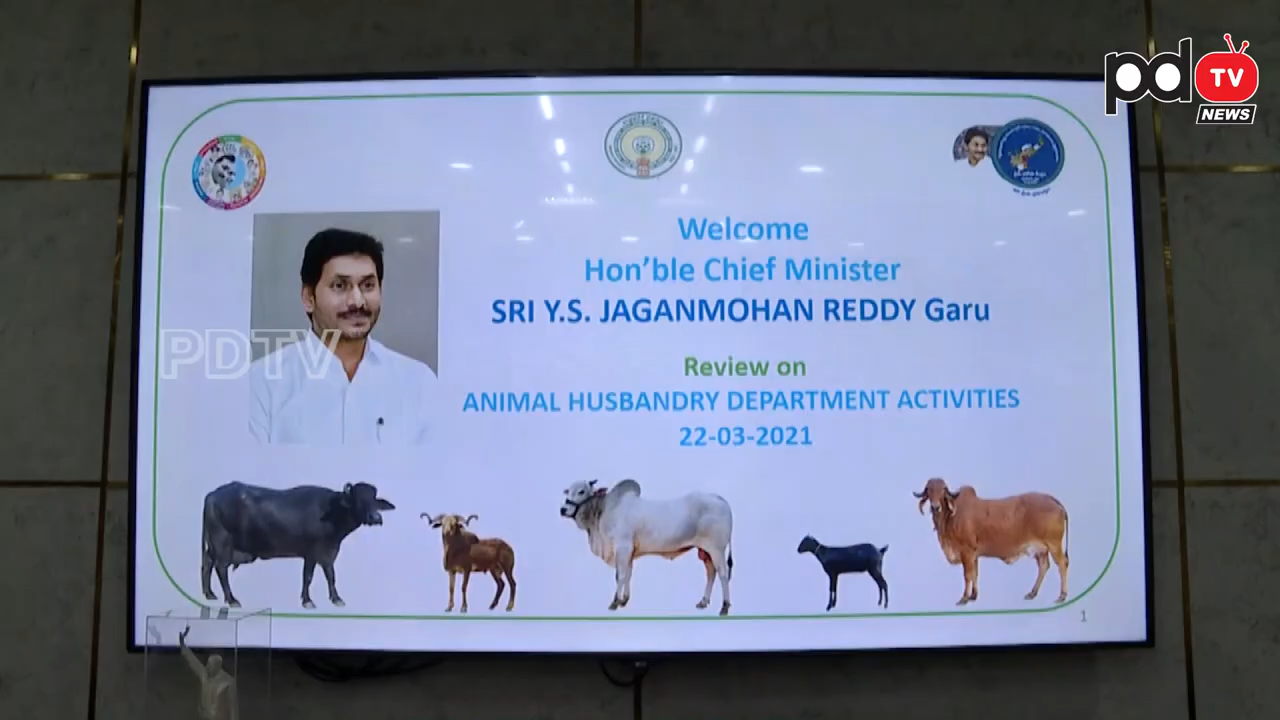 pd TV
NEWS
Welcome
Hon'ble Chief Minister
SRI Y.S. JAGANMOHAN REDDY Garu
PDTV
Review on
ANIMAL HUSBANDRY DEPARTMENT ACTIVITIES
22-03-2021
1